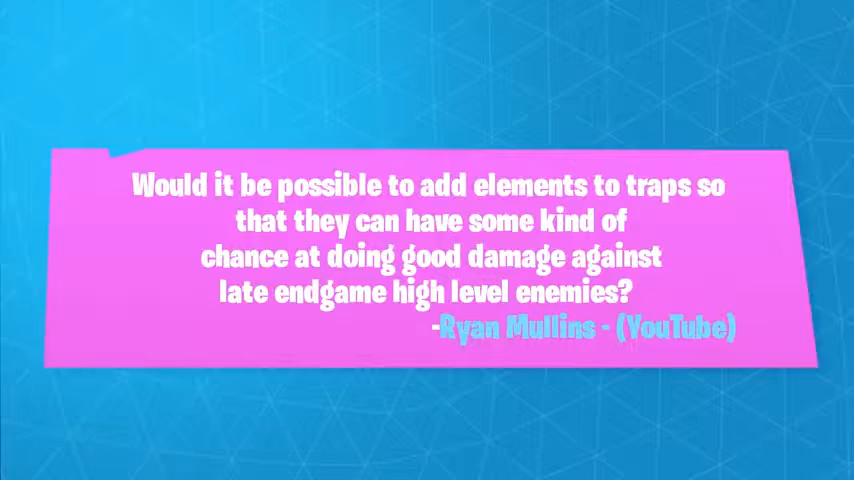 Would it be possible to add elements to traps so
that they can have some kind of
chance at doing good damage against
late endgame high level enemies?
-Ryan Mullins - (YouTube)